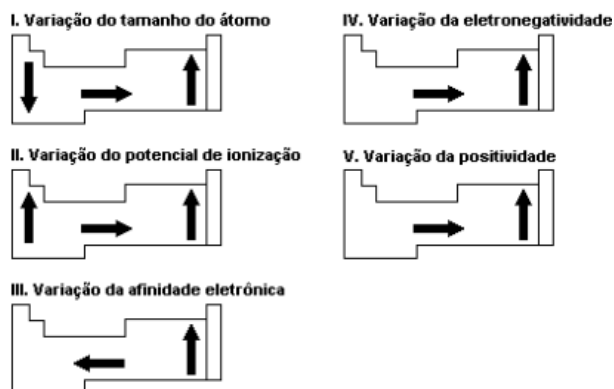 I. Variação do tamanho do átomo
II. Variação do potencial de ionização
III. Variação da afinidade eletrônica
IV. Variação da eletronegatividade
V. Variação da positividade